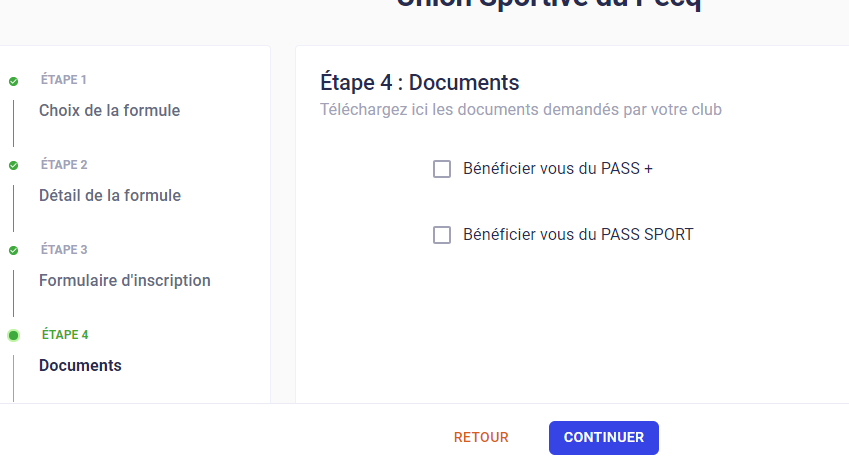 Union Sportive du Pecq
ÉTAPE 1
Choix de la formule
ÉTAPE 2
Détail de la formule
ÉTAPE 3
Formulaire d'inscription
ÉTAPE 4
Documents
Étape 4 : Documents
Téléchargez ici les documents demandés par votre club
Bénéficier vous du PASS +
Bénéficier vous du PASS SPORT
RETOUR
CONTINUER